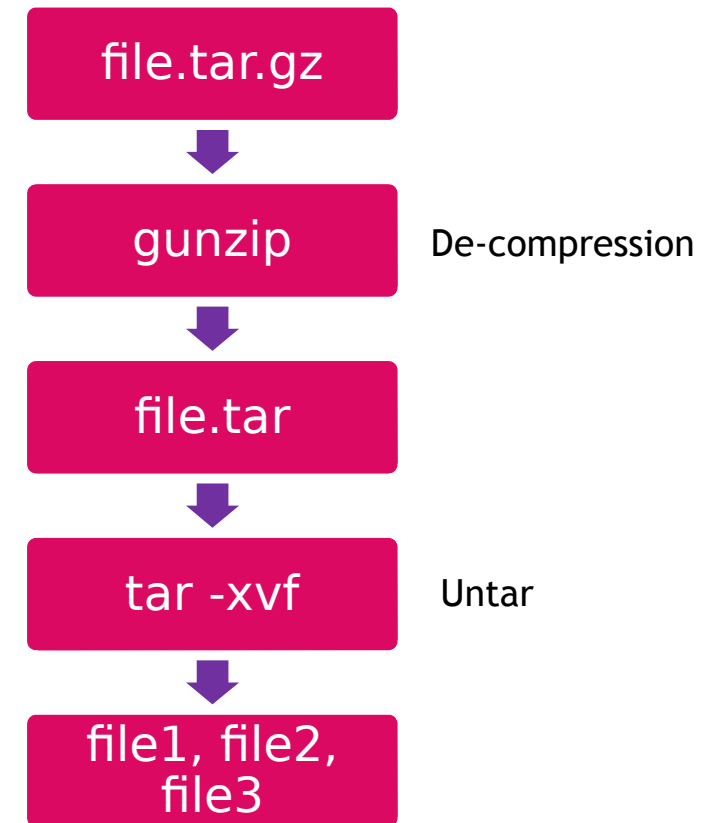 file.tar.gz
gunzip
De-compression
file.tar
tar -xvf
Untar
file1, file2,
file3